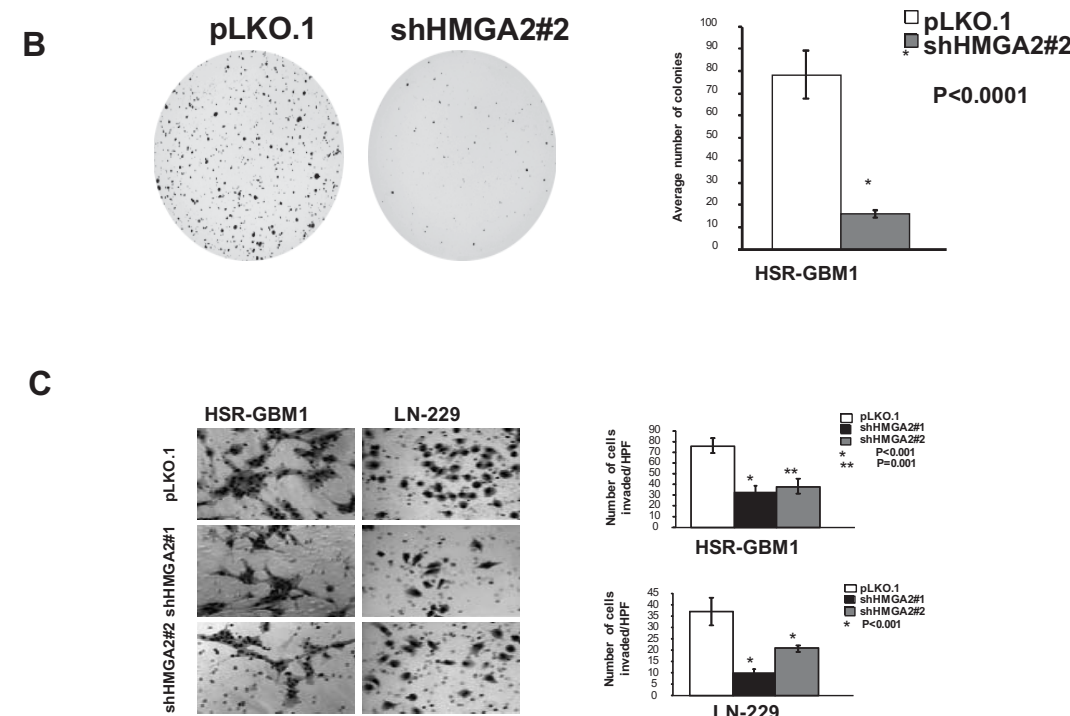 B
pLKO.1 shHMGA2#2
Average number of colonies
100
90
80
70
60
50
40
30
20
10
0
HSR-GBM1
pLKO.1
shHMGA2#2
*
P<0.0001
*
C
HSR-GBM1 LN-229
pLKO.1
shHMGA2#1
shHMGA2#2
Number of cells
invaded/HPF
90
80
70
60
50
40
30
20
10
0
* **
HSR-GBM1
pLKO.1
shHMGA2#1
shHMGA2#2
* P<0.001
** P=0.001
Number of cells
invaded/HPF
45
40
35
30
25
20
15
10
5
0
* *
LN-229
pLKO.1
shHMGA2#1
shHMGA2#2
* P<0.001